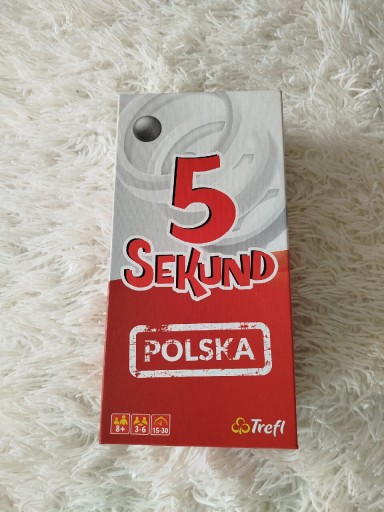 5
SEKUND
POLSKA
8+ 3-6 15-30
Trefl